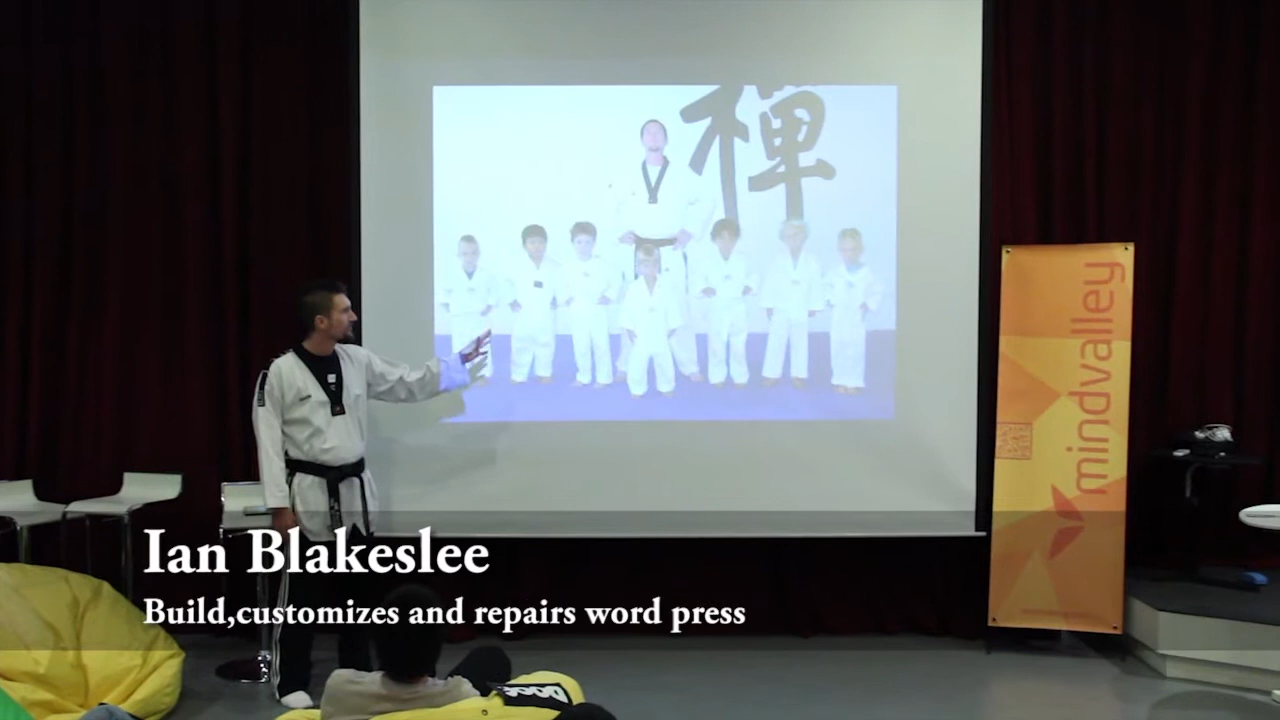 禪
mindvalley
Ian Blakeslee
Build,customizes and repairs word press